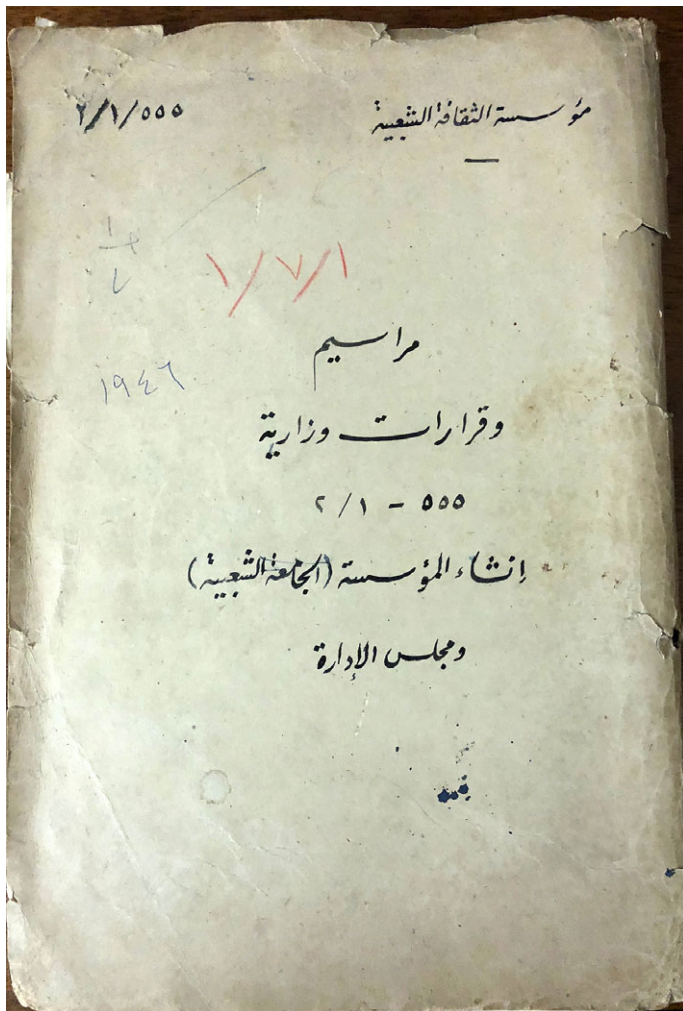 مؤسسة الثقافة الشعبية
٢/١/٥٥٥
١/٧/١
١٩٤٦
مراسيم
وقرارات وزارية
٥٥٥ - ٢/١
إنشاء المؤسسة (الجامعة الشعبية)
ومجلس الإدارة